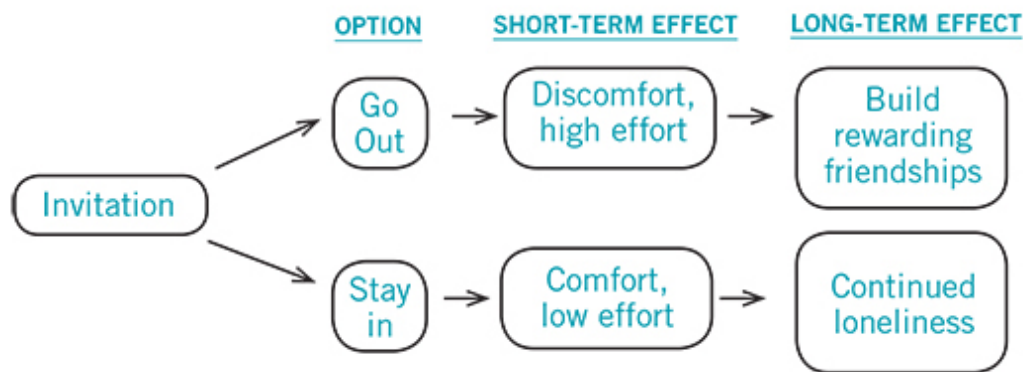 OPTION
SHORT-TERM EFFECT
LONG-TERM EFFECT
Invitation
Go
Out
Discomfort,
high effort
Build
rewarding
friendships
Stay
in
Comfort,
low effort
Continued
loneliness